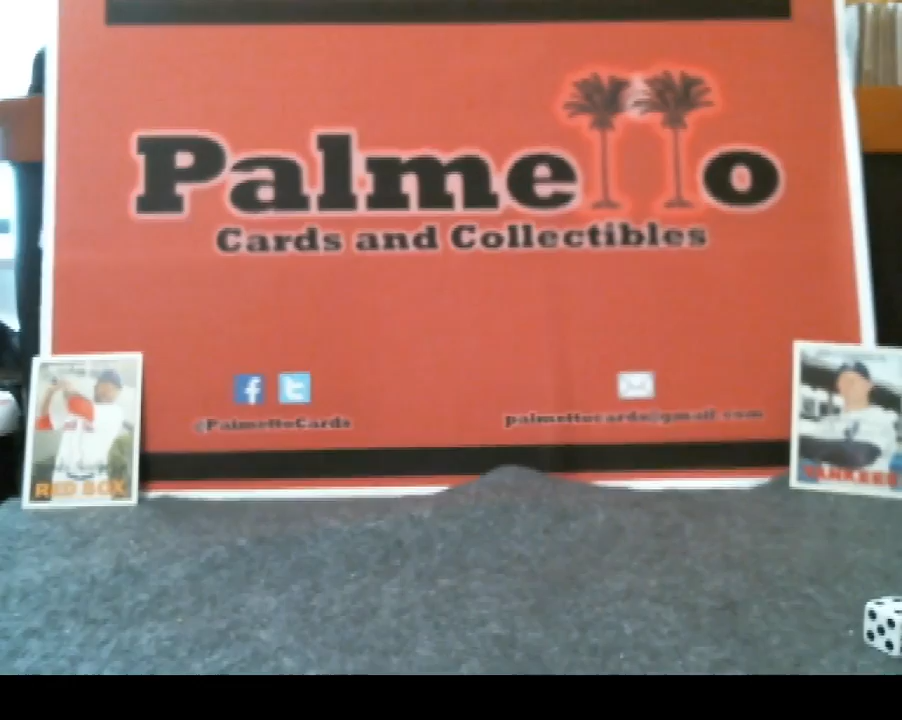 Palmetto
Cards and Collectibles
@PalmettoCards
palmettocards@gmail.com
RED SOX
YANKEES